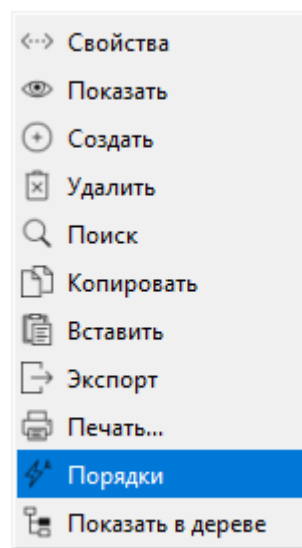 Свойства
Показать
Создать
Удалить
Поиск
Копировать
Вставить
Экспорт
Печать...
Порядки
Показать в дереве